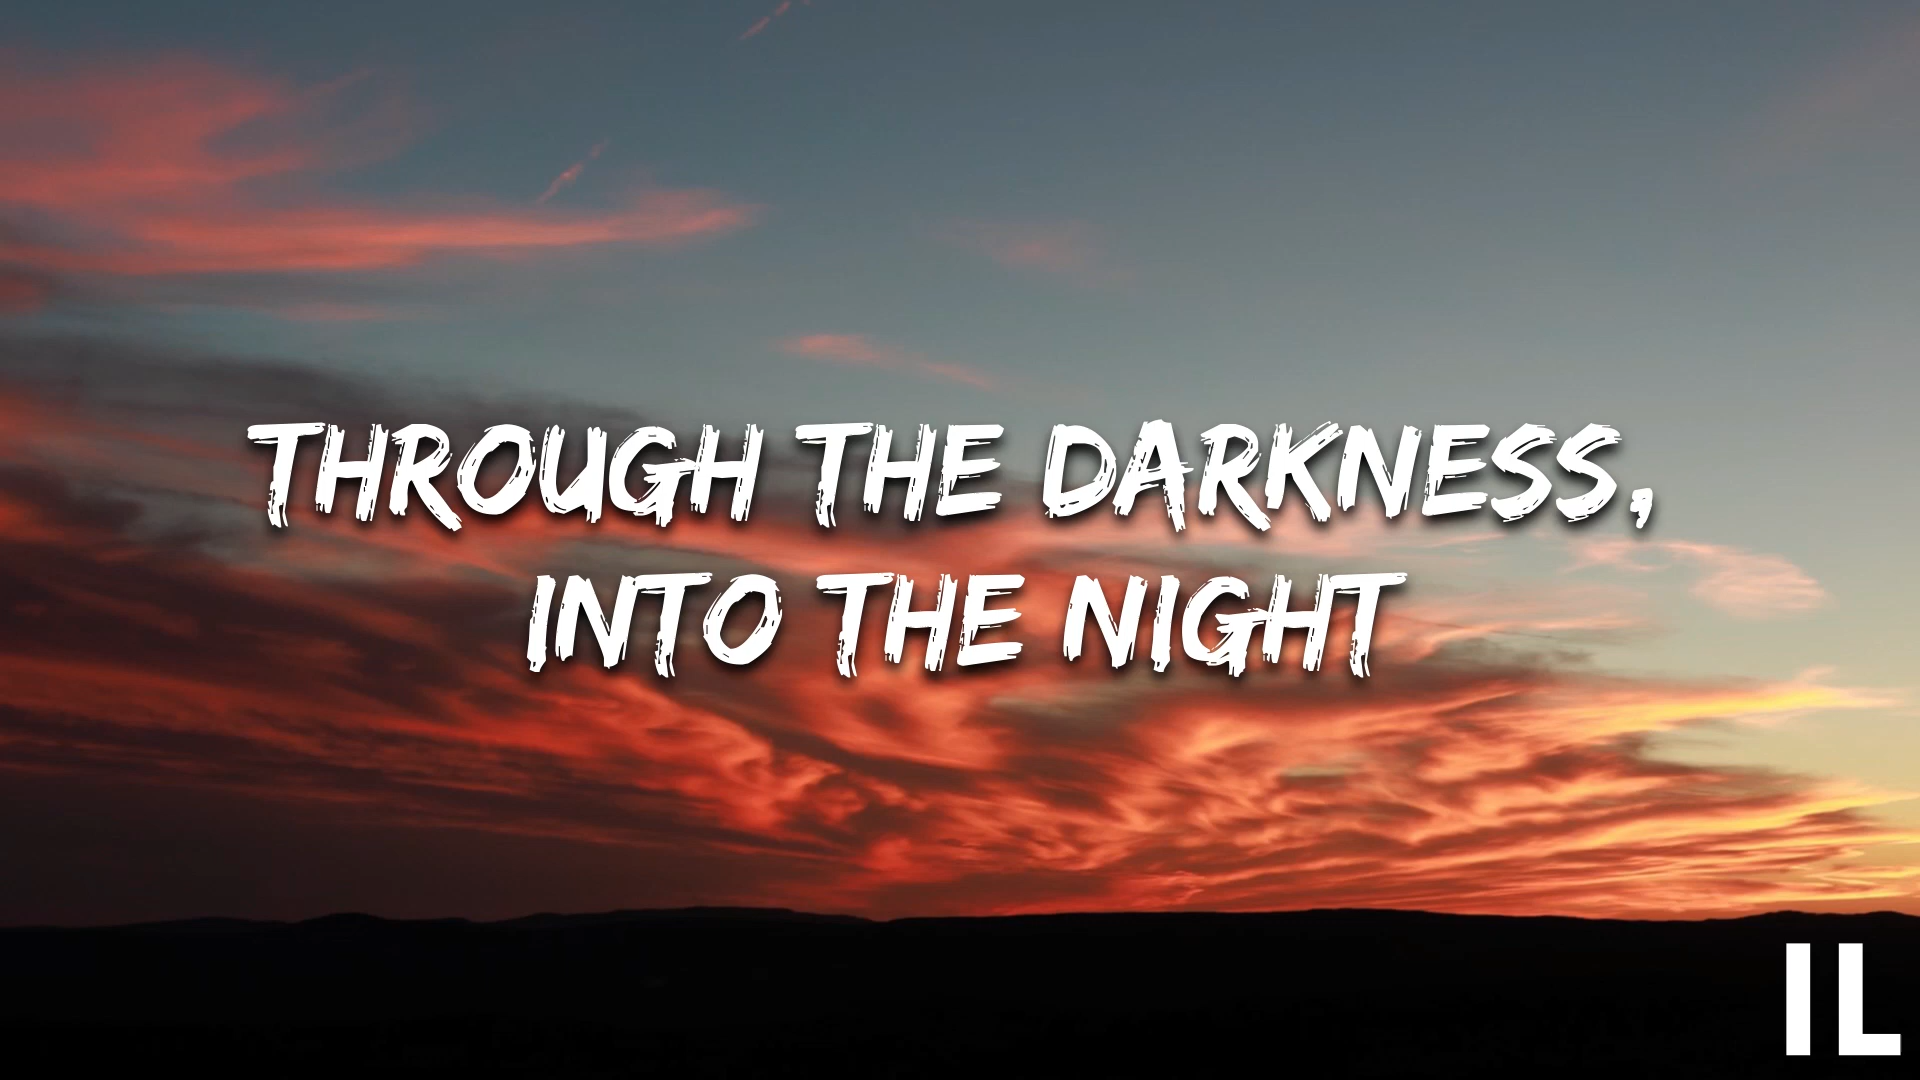 THROUGH THE DARKNESS,
INTO THE NIGHT
IL